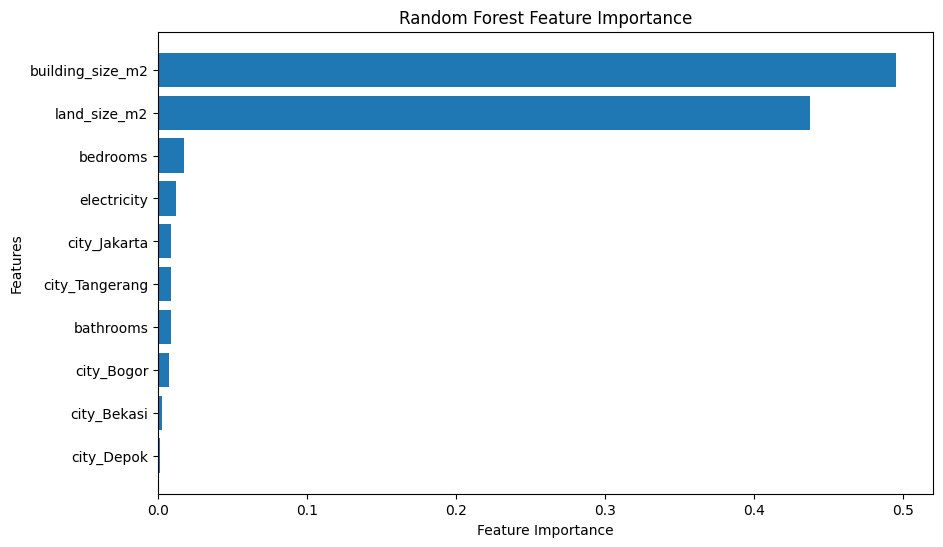 Random Forest Feature Importance
building_size_m2
land_size_m2
bedrooms
electricity
city_Jakarta
city_Tangerang
bathrooms
city_Bogor
city_Bekasi
city_Depok
Features
0.0 0.1 0.2 0.3 0.4 0.5
Feature Importance